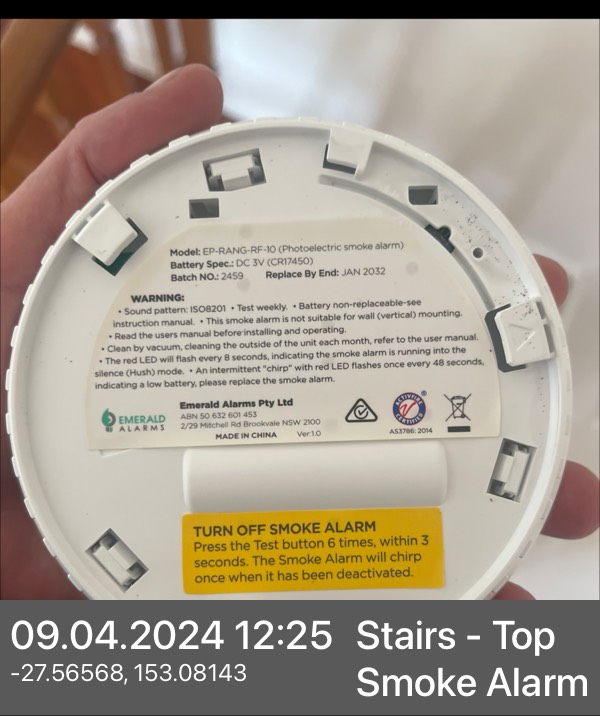 Model: EP-RANG-RF-10 (Photoelectric smoke alarm)
Battery Spec.: DC 3V (CR17450)
Batch NO.: 2459 Replace By End: JAN 2032
WARNING:
• Sound pattern: ISO8201 • Test weekly. • Battery non-replaceable-see
instruction manual. • This smoke alarm is not suitable for wall (vertical) mounting.
• Read the users manual before installing and operating.
• Clean by vacuum, cleaning the outside of the unit each month, refer to the user manual.
• The red LED will flash every 8 seconds, indicating the smoke alarm is running into the
silence (Hush) mode. • An intermittent "chirp" with red LED flashes once every 48 seconds,
indicating a low battery, please replace the smoke alarm.
EMERALD
ALARMS
Emerald Alarms Pty Ltd
ABN 50 632 601 453
2/29 Mitchell Rd Brookvale NSW 2100
MADE IN CHINA Ver:1.0
ACTIVFIRE
CERTIFIED
AS3786: 2014
TURN OFF SMOKE ALARM
Press the Test button 6 times, within 3
seconds. The Smoke Alarm will chirp
once when it has been deactivated.
09.04.2024 12:25
-27.56568, 153.08143
Stairs - Top
Smoke Alarm